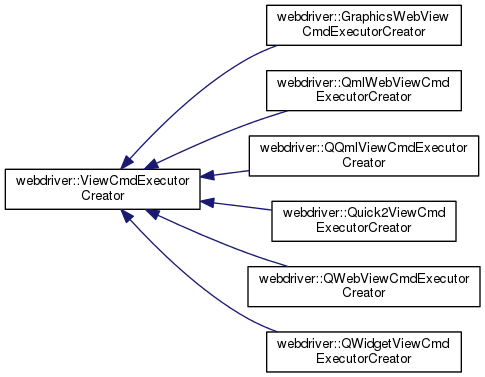 webdriver::GraphicsWebView
CmdExecutorCreator
webdriver::QmlWebViewCmd
ExecutorCreator
webdriver::QQmlViewCmdExecutor
Creator
webdriver::ViewCmdExecutor
Creator
webdriver::Quick2ViewCmd
ExecutorCreator
webdriver::QWebViewCmdExecutor
Creator
webdriver::QWidgetViewCmd
ExecutorCreator